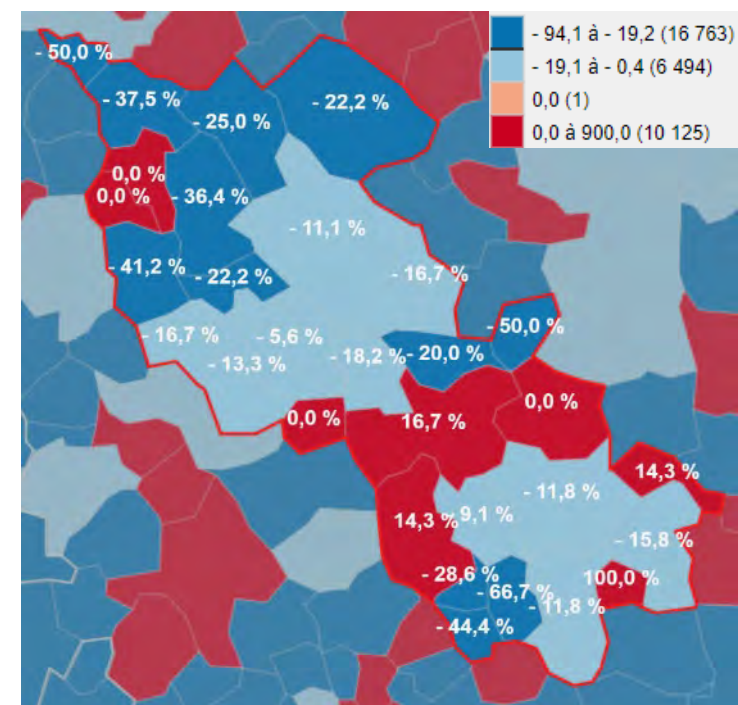 - 94,1 à - 19,2 (16 763)
- 19,1 à - 0,4 (6 494)
0,0 (1)
0,0 à 900,0 (10 125)
- 50,0 %
- 37,5 %
- 25,0 %
- 22,2 %
0,0 %
0,0 %
- 36,4 %
- 11,1 %
- 41,2 %
- 22,2 %
- 16,7 %
- 16,7 %
- 5,6 %
- 13,3 %
- 18,2 %
- 20,0 %
- 50,0 %
0,0 %
16,7 %
0,0 %
14,3 %
- 11,8 %
14,3 %
9,1 %
- 15,8 %
- 28,6 %
- 66,7 %
100,0 %
- 11,8 %
- 44,4 %